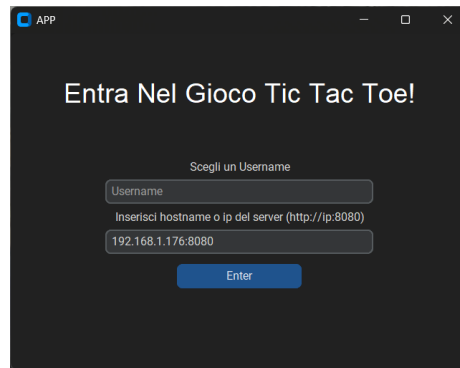 APP
Entra Nel Gioco Tic Tac Toe!
Scegli un Username
Username
Inserisci hostname o ip del server (http://ip:8080)
192.168.1.176:8080
Enter